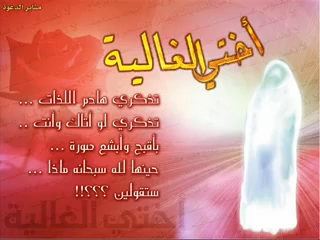 منابر الدعوة
أختي الغالية
تذكري هادم اللذات ...
تذكري لو أتاك وأنت ..
بأقبح وأبشع صورة ...
حينها لله سبحانه ماذا ...
ستقولين ؟؟؟!!
أختي الغالية